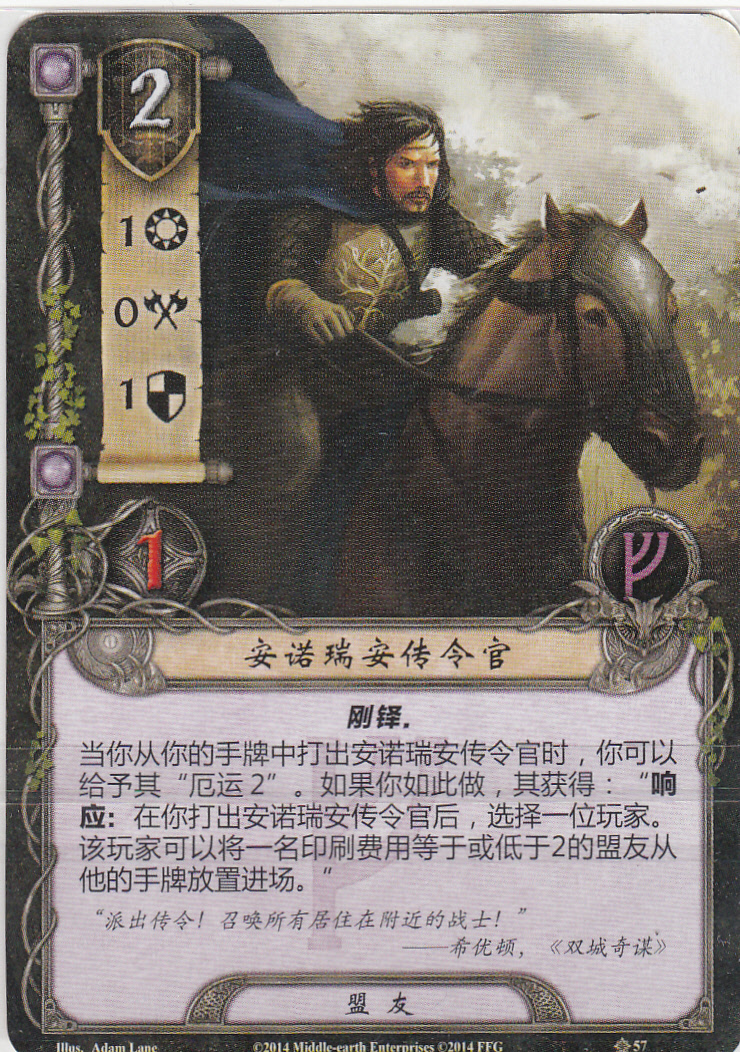 2
1
0
1
1
安诺瑞安传令官
刚铎.
当你从你的手牌中打出安诺瑞安传令官时，你可以
给予其“厄运2”。如果你如此做，其获得：“响
应：在你打出安诺瑞安传令官后，选择一位玩家。
该玩家可以将一名印刷费用等于或低于2的盟友从
他的手牌放置进场。“
“派出传令！召唤所有居住在附近的战士！”
——希优顿，《双城奇谋》
盟友
Illus. Adam Lane ©2014 Middle-earth Enterprises ©2014 FFG 57